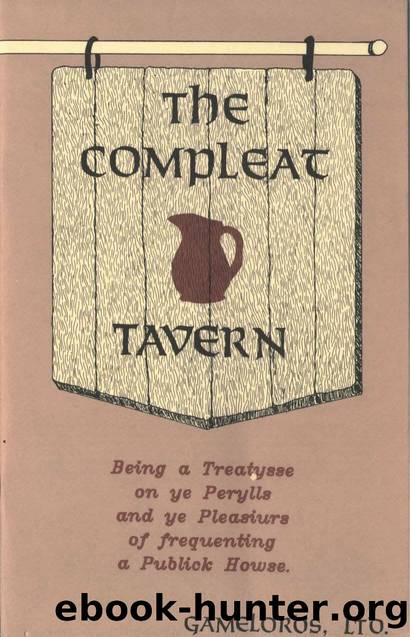 THE
COMPLEAT
TAVERN
Being a Treatysse
on ye Perylls
and ye Pleasiurs
of frequenting
a Publick Howse.
ebook-hunter.org
GAMELORDS, LTD.